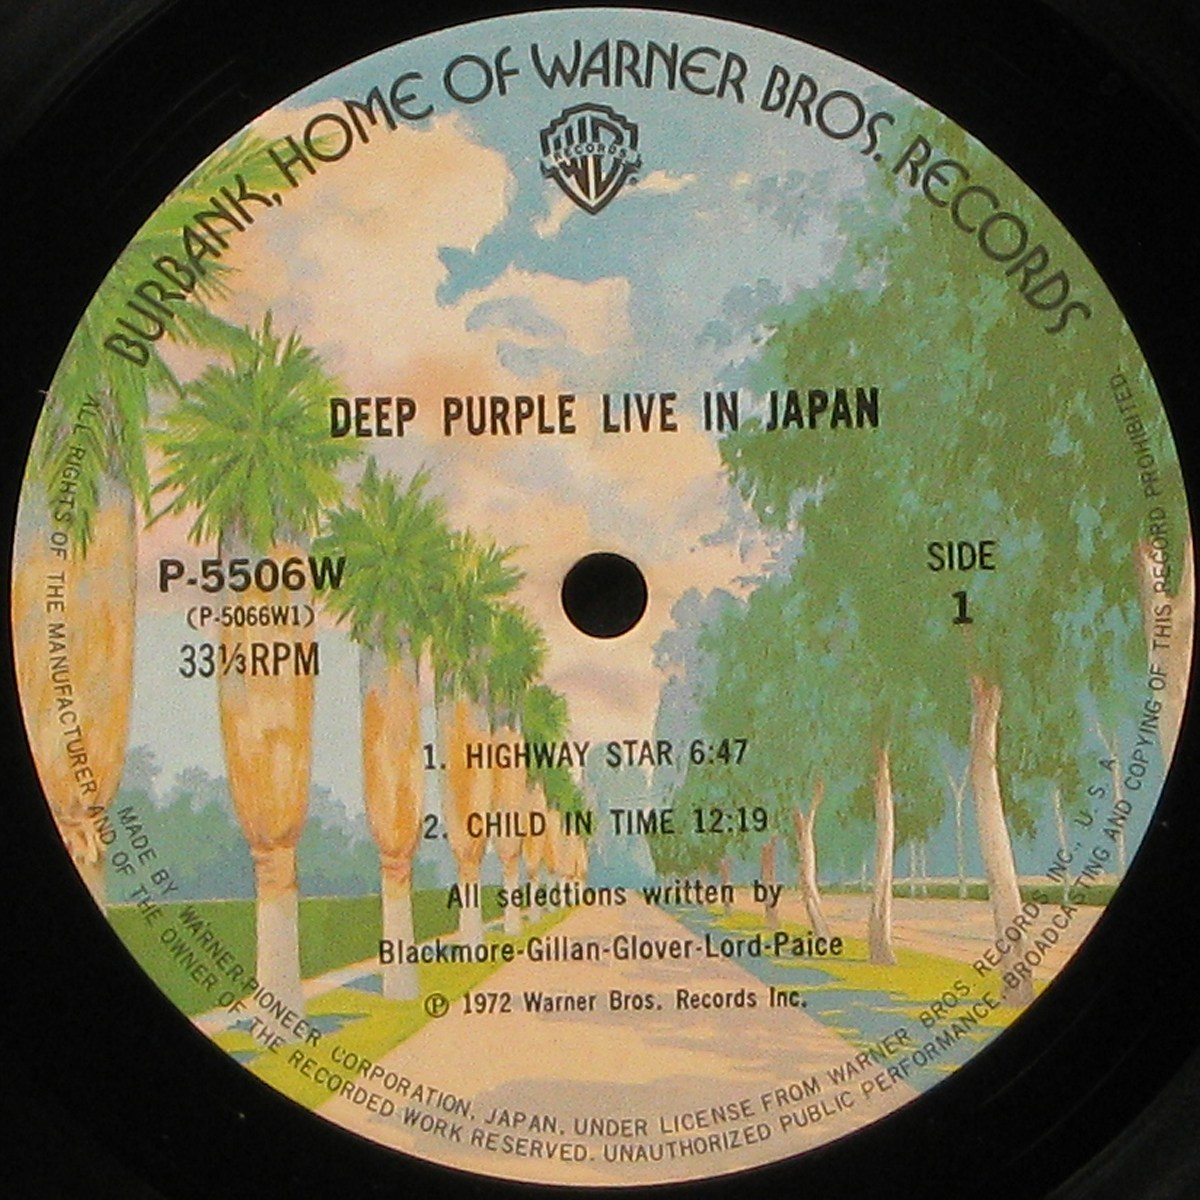 BURBANK, HOME OF WARNER BROS. RECORDS
WB
RECORDS
®
DEEP PURPLE LIVE IN JAPAN
P-5506W
(P-5066W1)
33⅓RPM
SIDE
1
1. HIGHWAY STAR 6:47
2. CHILD IN TIME 12:19
All selections written by
Blackmore-Gillan-Glover-Lord-Paice
℗ 1972 Warner Bros. Records Inc.
MADE BY WARNER-PIONEER CORPORATION, JAPAN. UNDER LICENSE FROM WARNER BROS. RECORDS INC., U. S. A.
ALL RIGHTS OF THE MANUFACTURER AND OF THE OWNER OF THE RECORDED WORK RESERVED. UNAUTHORIZED PUBLIC PERFORMANCE, BROADCASTING AND COPYING OF THIS RECORD PROHIBITED.